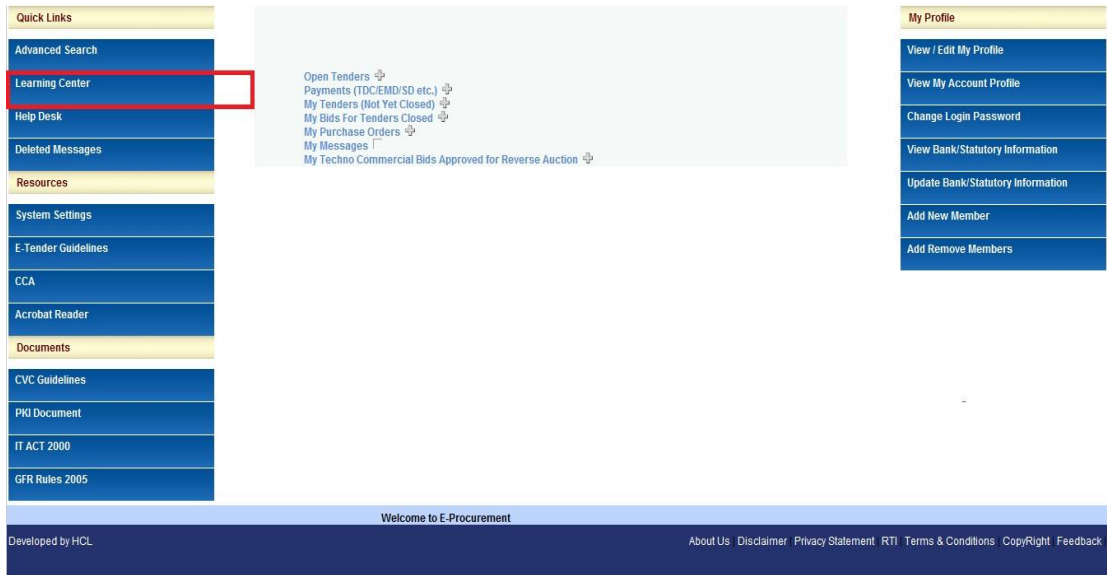 Quick Links
Advanced Search
Learning Center
Help Desk
Deleted Messages
Resources
System Settings
E-Tender Guidelines
CCA
Acrobat Reader
Documents
CVC Guidelines
PKI Document
IT ACT 2000
GFR Rules 2005
Open Tenders
Payments (TDC/EMD/SD etc.)
My Tenders (Not Yet Closed)
My Bids For Tenders Closed
My Purchase Orders
My Messages
My Techno Commercial Bids Approved for Reverse Auction
My Profile
View / Edit My Profile
View My Account Profile
Change Login Password
View Bank/Statutory Information
Update Bank/Statutory Information
Add New Member
Add Remove Members
Welcome to E-Procurement
Developed by HCL
About Us Disclaimer Privacy Statement RTI Terms & Conditions CopyRight Feedback